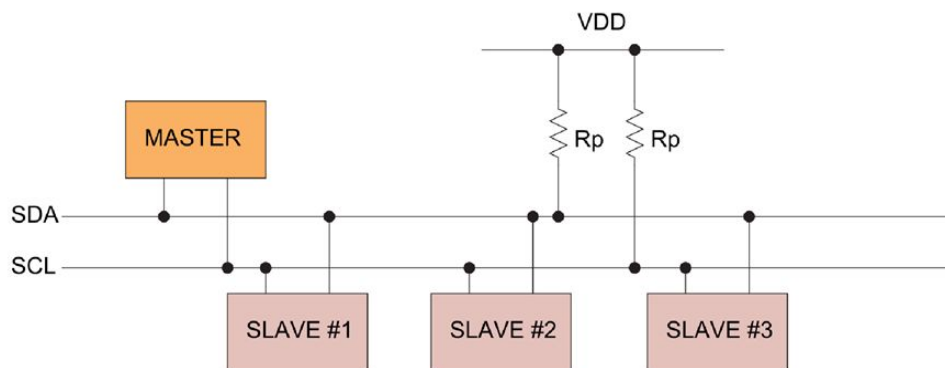 VDD
MASTER
Rp
Rp
SDA
SCL
SLAVE #1
SLAVE #2
SLAVE #3